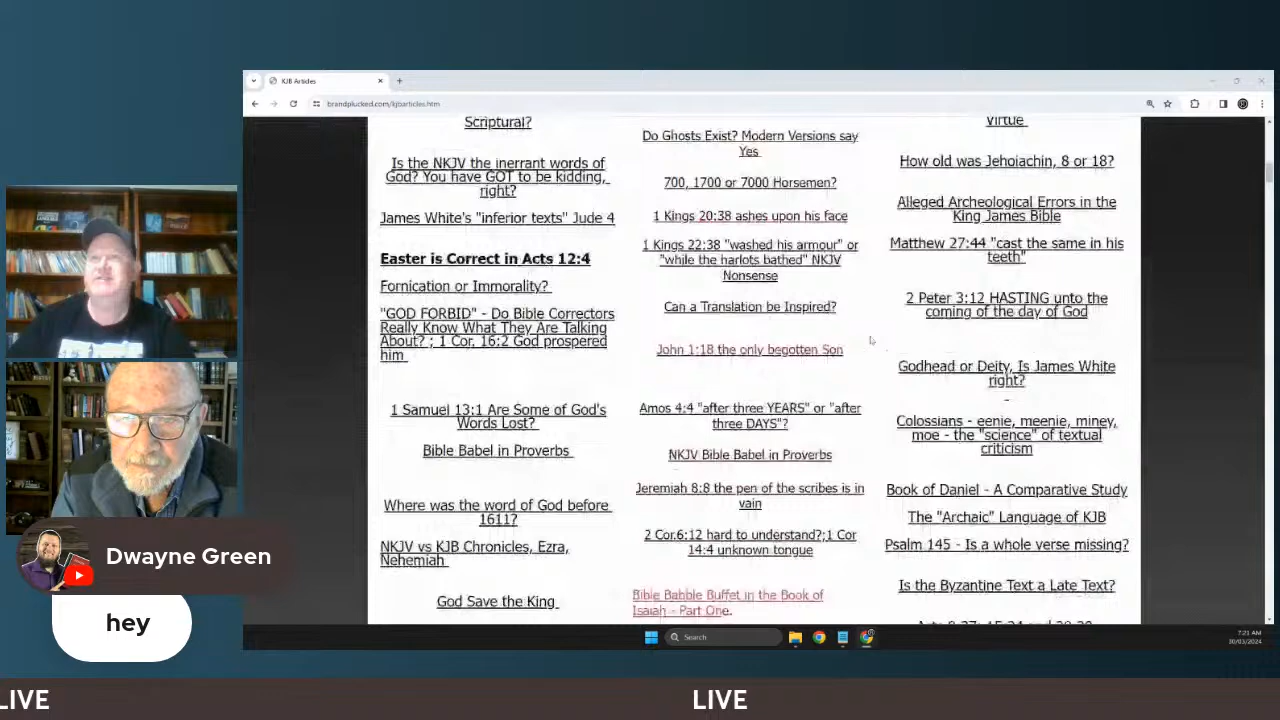 KJB Articles
brandplucked.com/kjbarticles.htm
Scriptural?
Is the NKJV the inerrant words of
God? You have GOT to be kidding,
right?
James White's "inferior texts" Jude 4
Easter is Correct in Acts 12:4
Fornication or Immorality?
"GOD FORBID" - Do Bible Correctors
Really Know What They Are Talking
About? ; 1 Cor. 16:2 God prospered
him
1 Samuel 13:1 Are Some of God's
Words Lost?
Bible Babel in Proverbs
Where was the word of God before
1611?
NKJV vs KJB Chronicles, Ezra,
Nehemiah
God Save the King
Do Ghosts Exist? Modern Versions say
Yes
700, 1700 or 7000 Horsemen?
1 Kings 20:38 ashes upon his face
1 Kings 22:38 "washed his armour" or
"while the harlots bathed" NKJV
Nonsense
Can a Translation be Inspired?
John 1:18 the only begotten Son
Amos 4:4 "after three YEARS" or "after
three DAYS"?
NKJV Bible Babel in Proverbs
Jeremiah 8:8 the pen of the scribes is in
vain
2 Cor.6:12 hard to understand?;1 Cor
14:4 unknown tongue
Bible Babble Buffet in the Book of
Isaiah - Part One.
Virtue
How old was Jehoiachin, 8 or 18?
Alleged Archeological Errors in the
King James Bible
Matthew 27:44 "cast the same in his
teeth"
2 Peter 3:12 HASTING unto the
coming of the day of God
Godhead or Deity, Is James White
right?
Colossians - eenie, meenie, miney,
moe - the "science" of textual
criticism
Book of Daniel - A Comparative Study
The "Archaic" Language of KJB
Psalm 145 - Is a whole verse missing?
Is the Byzantine Text a Late Text?
Search
7:21 AM
30/03/2024
Dwayne Green
hey
LIVE
LIVE